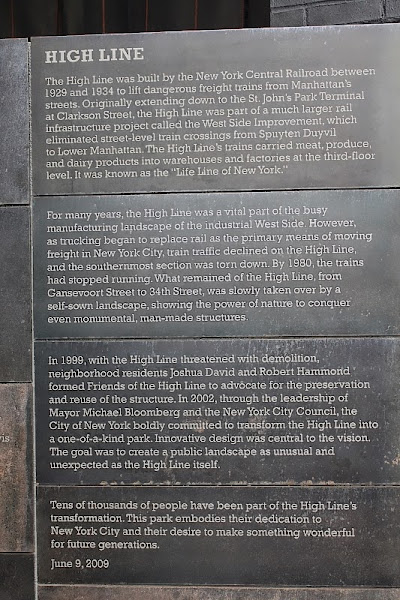 HIGH LINE
The High Line was built by the New York Central Railroad between
1929 and 1934 to lift dangerous freight trains from Manhattan's
streets. Originally extending down to the St. John's Park Terminal
at Clarkson Street, the High Line was part of a much larger rail
infrastructure project called the West Side Improvement, which
eliminated street-level train crossings from Spuyten Duyvil
to Lower Manhattan. The High Line's trains carried meat, produce,
and dairy products into warehouses and factories at the third-floor
level. It was known as the "Life Line of New York."
For many years, the High Line was a vital part of the busy
manufacturing landscape of the industrial West Side. However,
as trucking began to replace rail as the primary means of moving
freight in New York City, train traffic declined on the High Line,
and the southernmost section was torn down. By 1980, the trains
had stopped running. What remained of the High Line, from
Gansevoort Street to 34th Street, was slowly taken over by a
self-sown landscape, showing the power of nature to conquer
even monumental, man-made structures.
In 1999, with the High Line threatened with demolition,
neighborhood residents Joshua David and Robert Hammond
formed Friends of the High Line to advocate for the preservation
and reuse of the structure. In 2002, through the leadership of
Mayor Michael Bloomberg and the New York City Council, the
City of New York boldly committed to transform the High Line into
a one-of-a-kind park. Innovative design was central to the vision.
The goal was to create a public landscape as unusual and
unexpected as the High Line itself.
Tens of thousands of people have been part of the High Line's
transformation. This park embodies their dedication to
New York City and their desire to make something wonderful
for future generations.
June 9, 2009